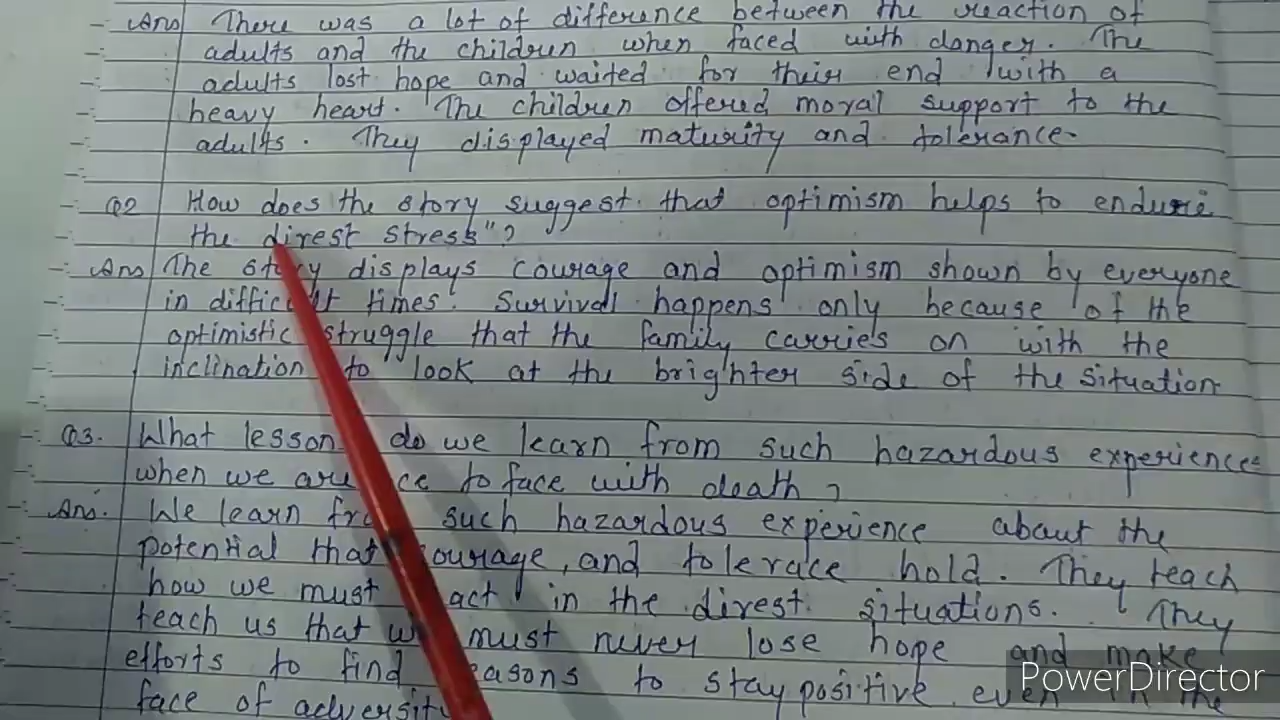 Ans There was a lot of difference between the reaction of
adults and the children when faced with danger. The
adults lost hope and waited for their end with a
heavy heart. The children offered moral support to the
adults. They displayed maturity and tolerance.
Q2 How does the story suggest that optimism helps to endure
the direst stress"?
Ans The story displays courage and optimism shown by everyone
in difficult times. Survival happens only because of the
optimistic struggle that the family carries on with the
inclination to look at the brighter side of the situation
Q3. What lesson do we learn from such hazardous experiences
when we are to face with death ?
Ans. We learn such hazardous experience about the
potential that courage, and tolerace hold. They teach
how we must act in the direst situations. They
teach us that must never lose hope and make
efforts to find reasons to stay positive even in the
face of adversity
PowerDirector